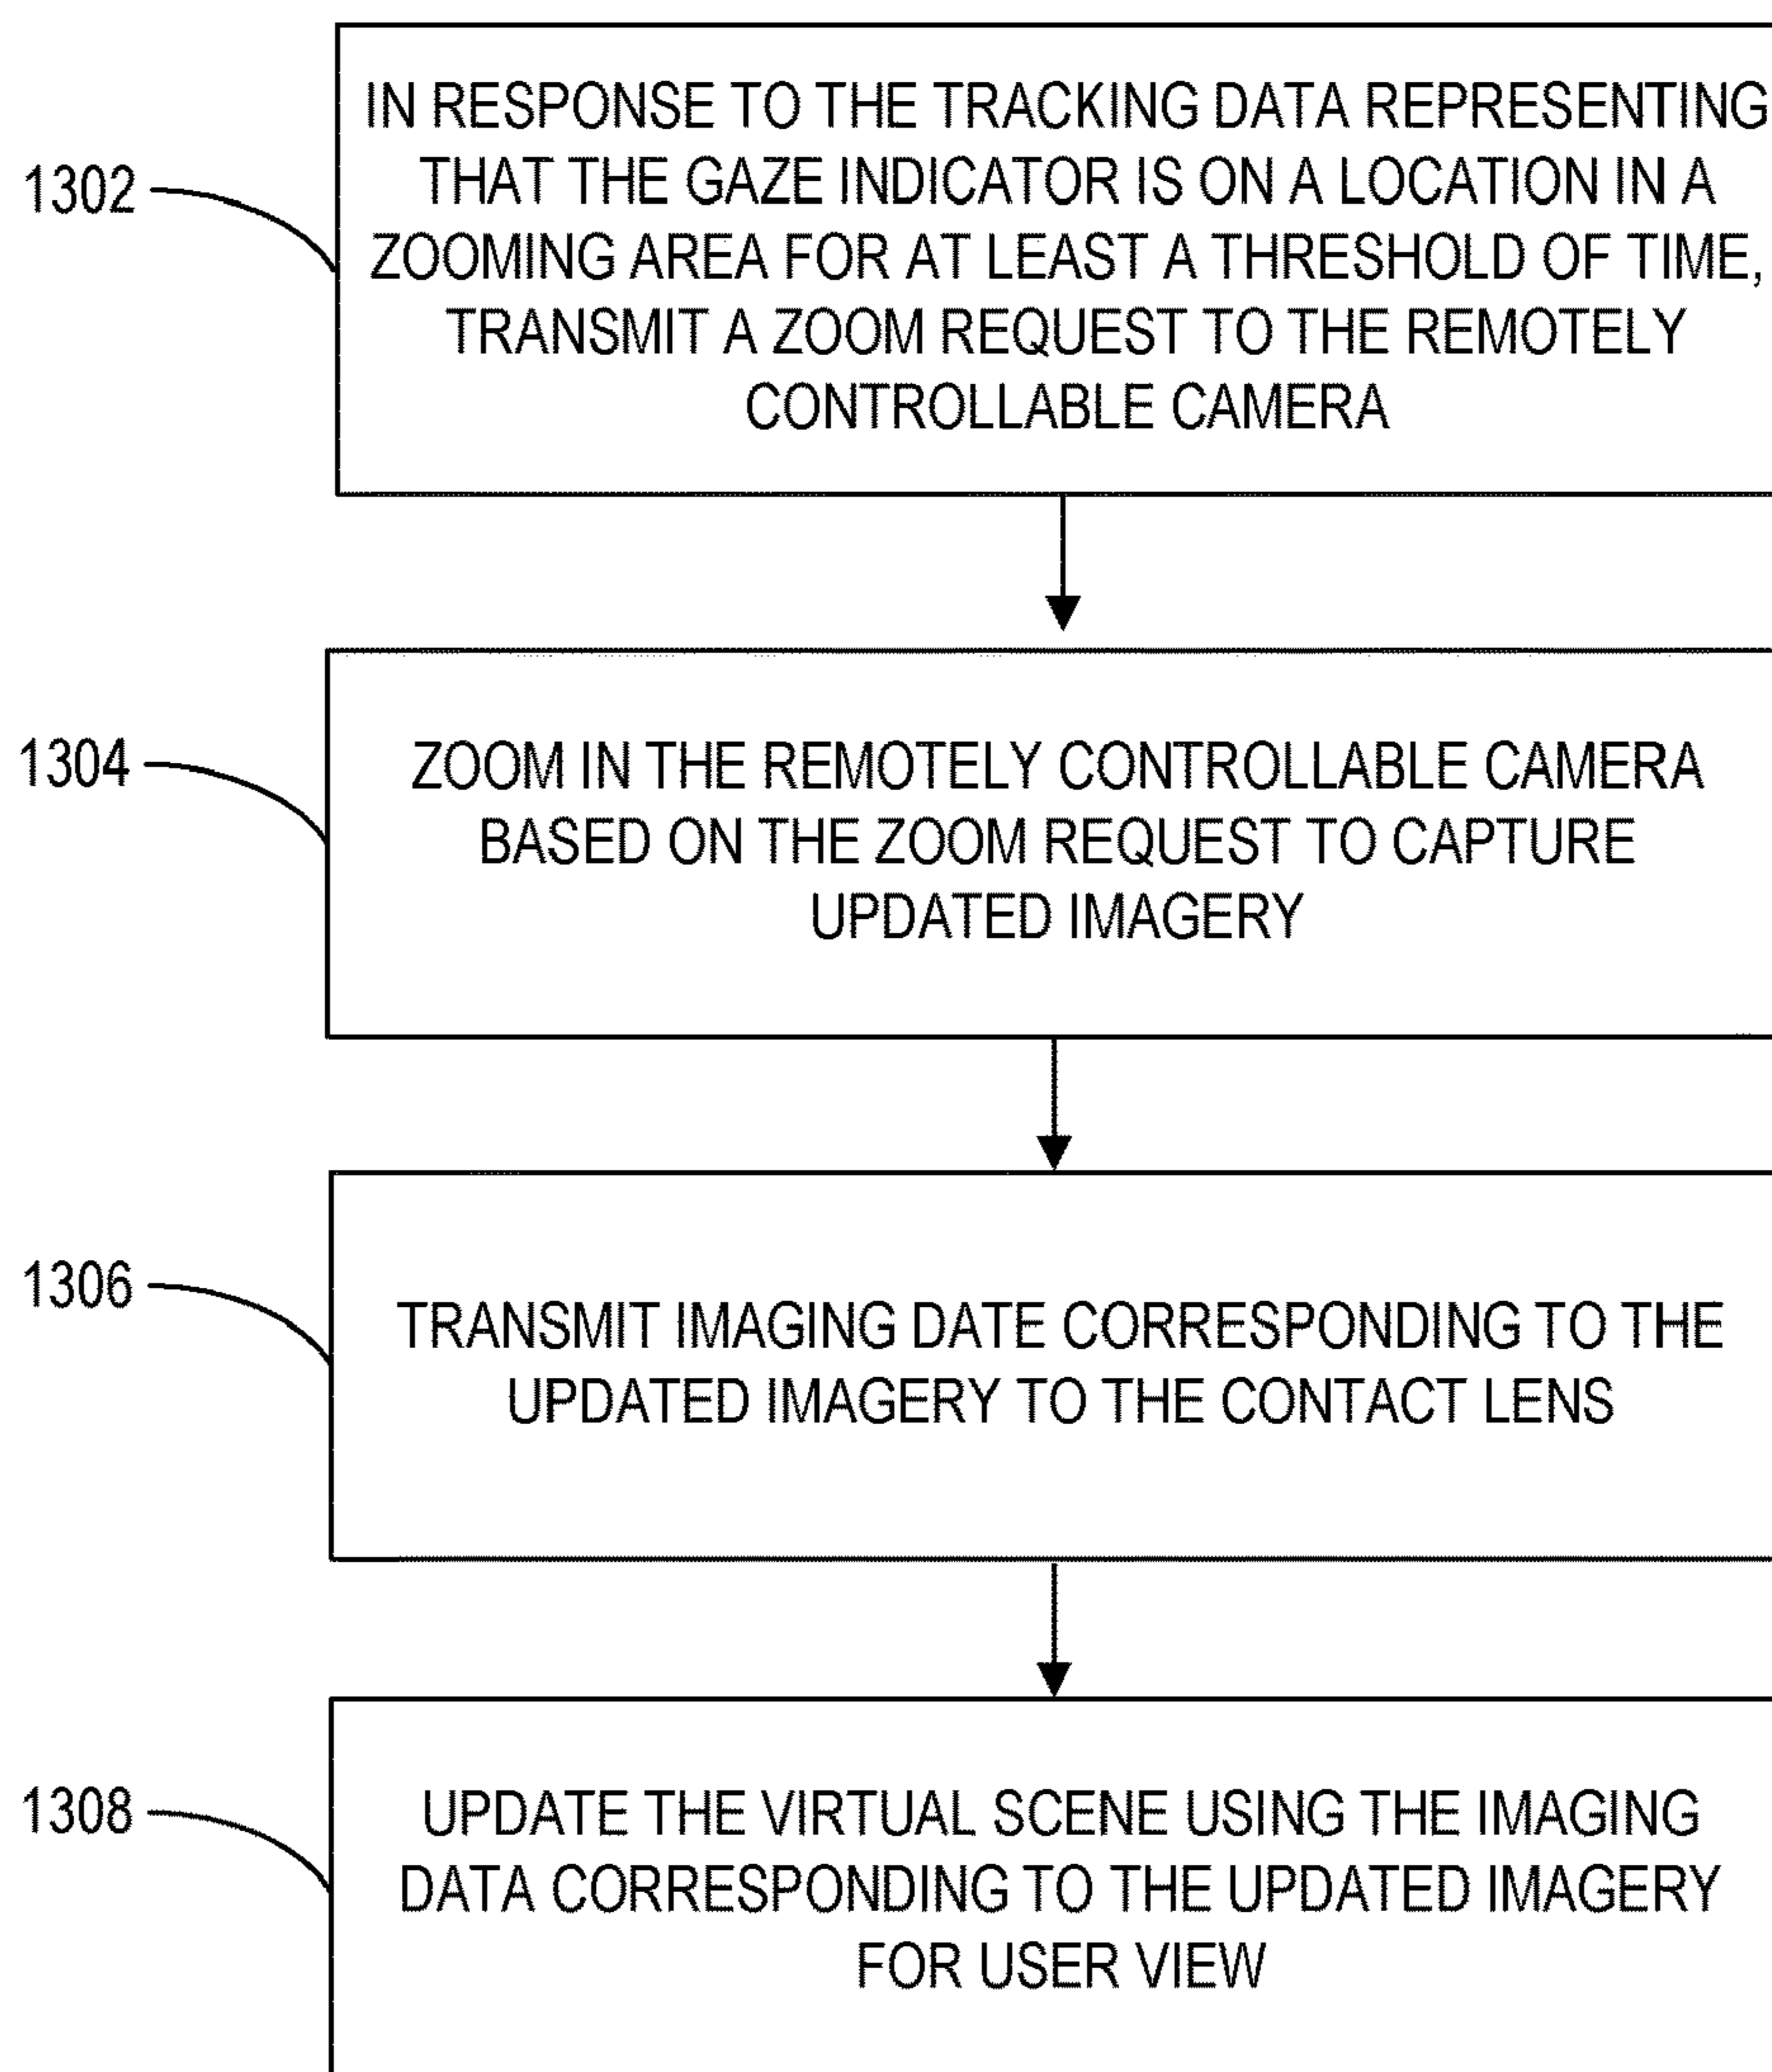 1302
IN RESPONSE TO THE TRACKING DATA REPRESENTING
THAT THE GAZE INDICATOR IS ON A LOCATION IN A
ZOOMING AREA FOR AT LEAST A THRESHOLD OF TIME,
TRANSMIT A ZOOM REQUEST TO THE REMOTELY
CONTROLLABLE CAMERA
1304
ZOOM IN THE REMOTELY CONTROLLABLE CAMERA
BASED ON THE ZOOM REQUEST TO CAPTURE
UPDATED IMAGERY
1306
TRANSMIT IMAGING DATE CORRESPONDING TO THE
UPDATED IMAGERY TO THE CONTACT LENS
1308
UPDATE THE VIRTUAL SCENE USING THE IMAGING
DATA CORRESPONDING TO THE UPDATED IMAGERY
FOR USER VIEW